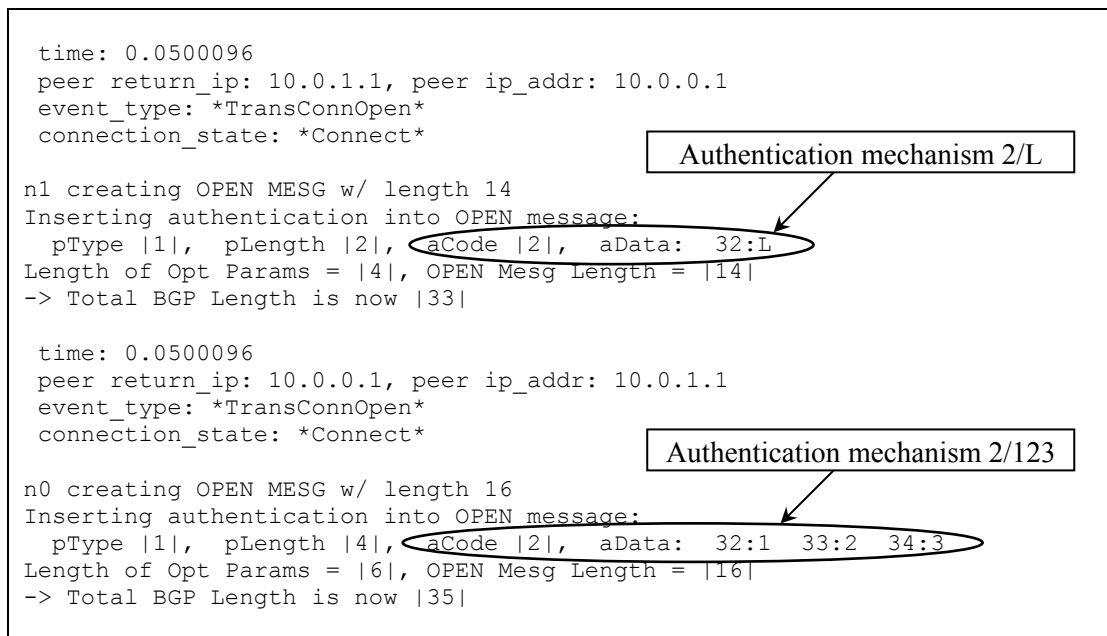 time: 0.0500096
peer return_ip: 10.0.1.1, peer ip_addr: 10.0.0.1
event_type: *TransConnOpen*
connection_state: *Connect*
Authentication mechanism 2/L
n1 creating OPEN MESG w/ length 14
Inserting authentication into OPEN message:
pType |1|, pLength |2|, aCode |2|, aData: 32:L
Length of Opt Params = |4|, OPEN Mesg Length = |14|
-> Total BGP Length is now |33|
time: 0.0500096
peer return_ip: 10.0.0.1, peer ip_addr: 10.0.1.1
event_type: *TransConnOpen*
connection_state: *Connect*
Authentication mechanism 2/123
n0 creating OPEN MESG w/ length 16
Inserting authentication into OPEN message:
pType |1|, pLength |4|, aCode |2|, aData: 32:1 33:2 34:3
Length of Opt Params = |6|, OPEN Mesg Length = |16|
-> Total BGP Length is now |35|